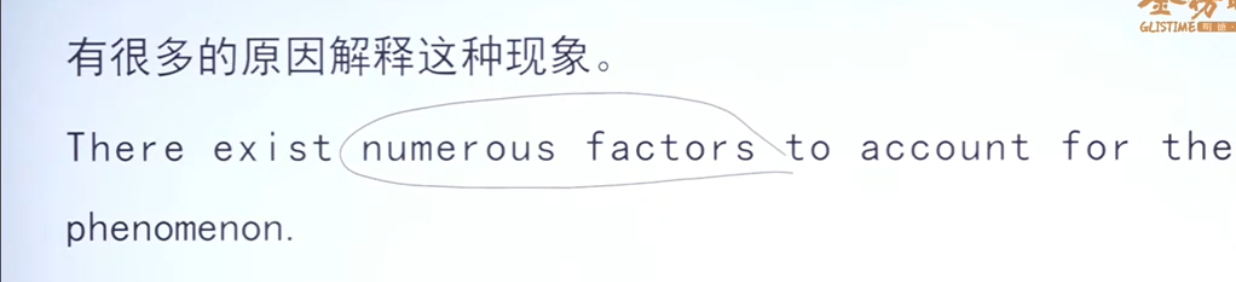 GLISTIME
有很多的原因解释这种现象。
There exist numerous factors to account for the
phenomenon.